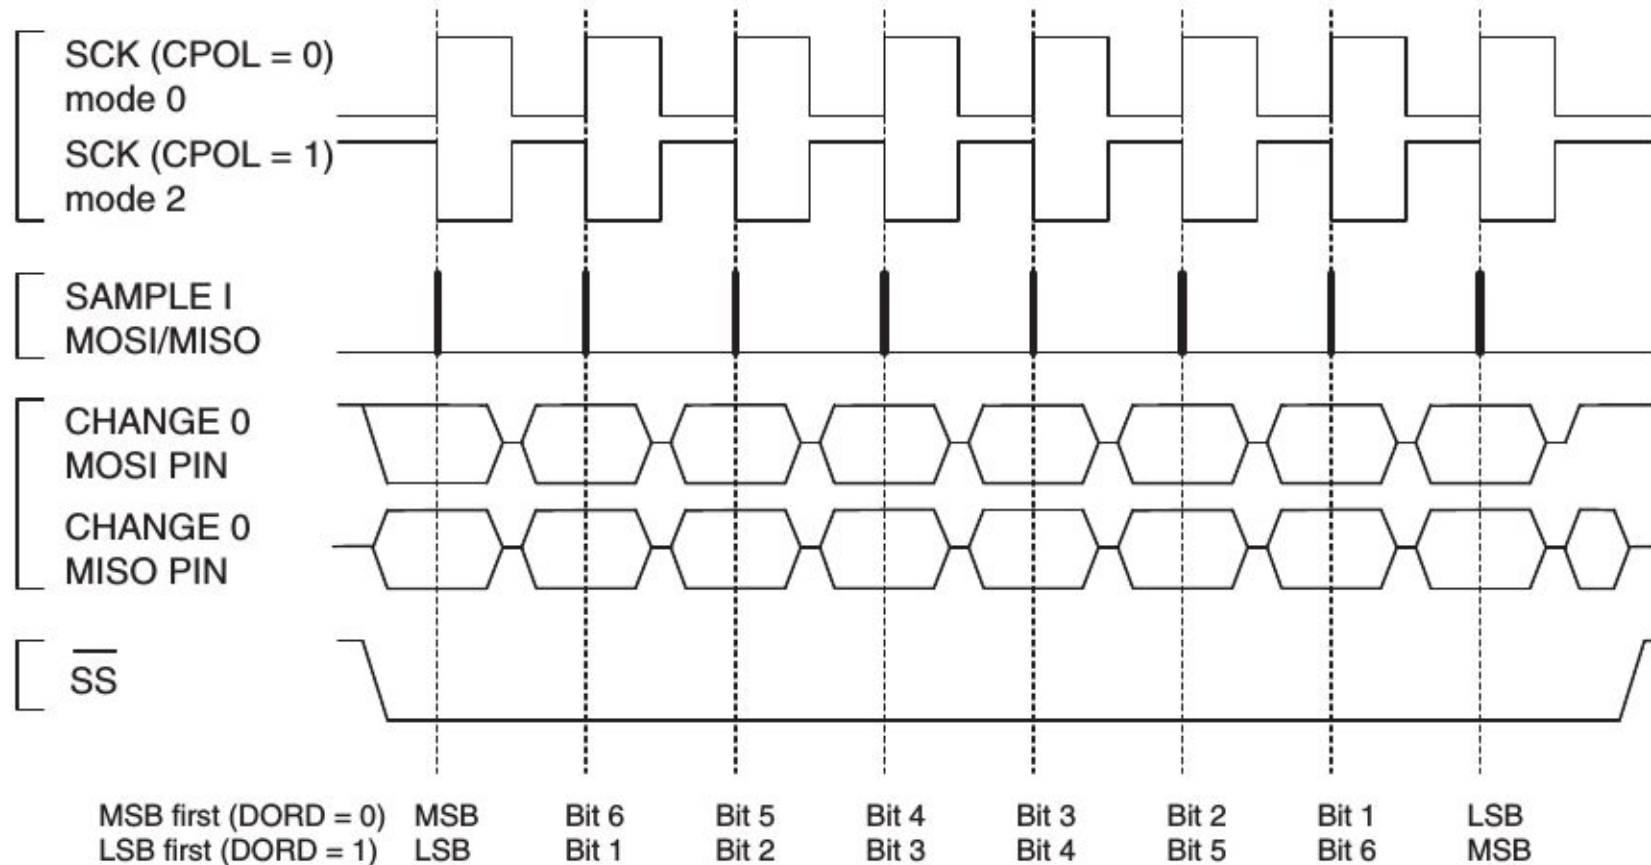 SCK (CPOL = 0)
mode 0
SCK (CPOL = 1)
mode 2
SAMPLE I
MOSI/MISO
CHANGE 0
MOSI PIN
CHANGE 0
MISO PIN
SS
MSB first (DORD = 0) MSB Bit 6 Bit 5 Bit 4 Bit 3 Bit 2 Bit 1 LSB
LSB first (DORD = 1) LSB Bit 1 Bit 2 Bit 3 Bit 4 Bit 5 Bit 6 MSB